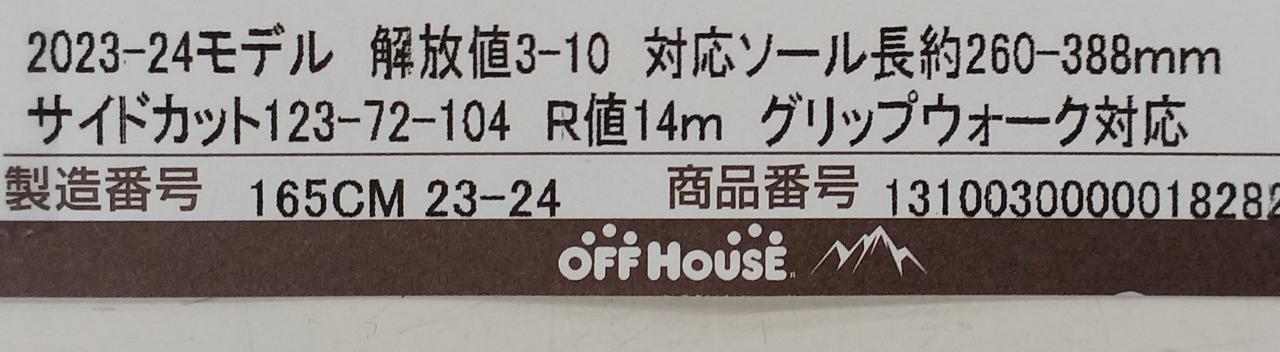 2023-24モデル 解放値3-10 対応ソール長約260-388mm
サイドカット123-72-104 R値14m グリップウォーク対応
製造番号 165CM 23-24 商品番号 1310030000018282
OFF HOUSE